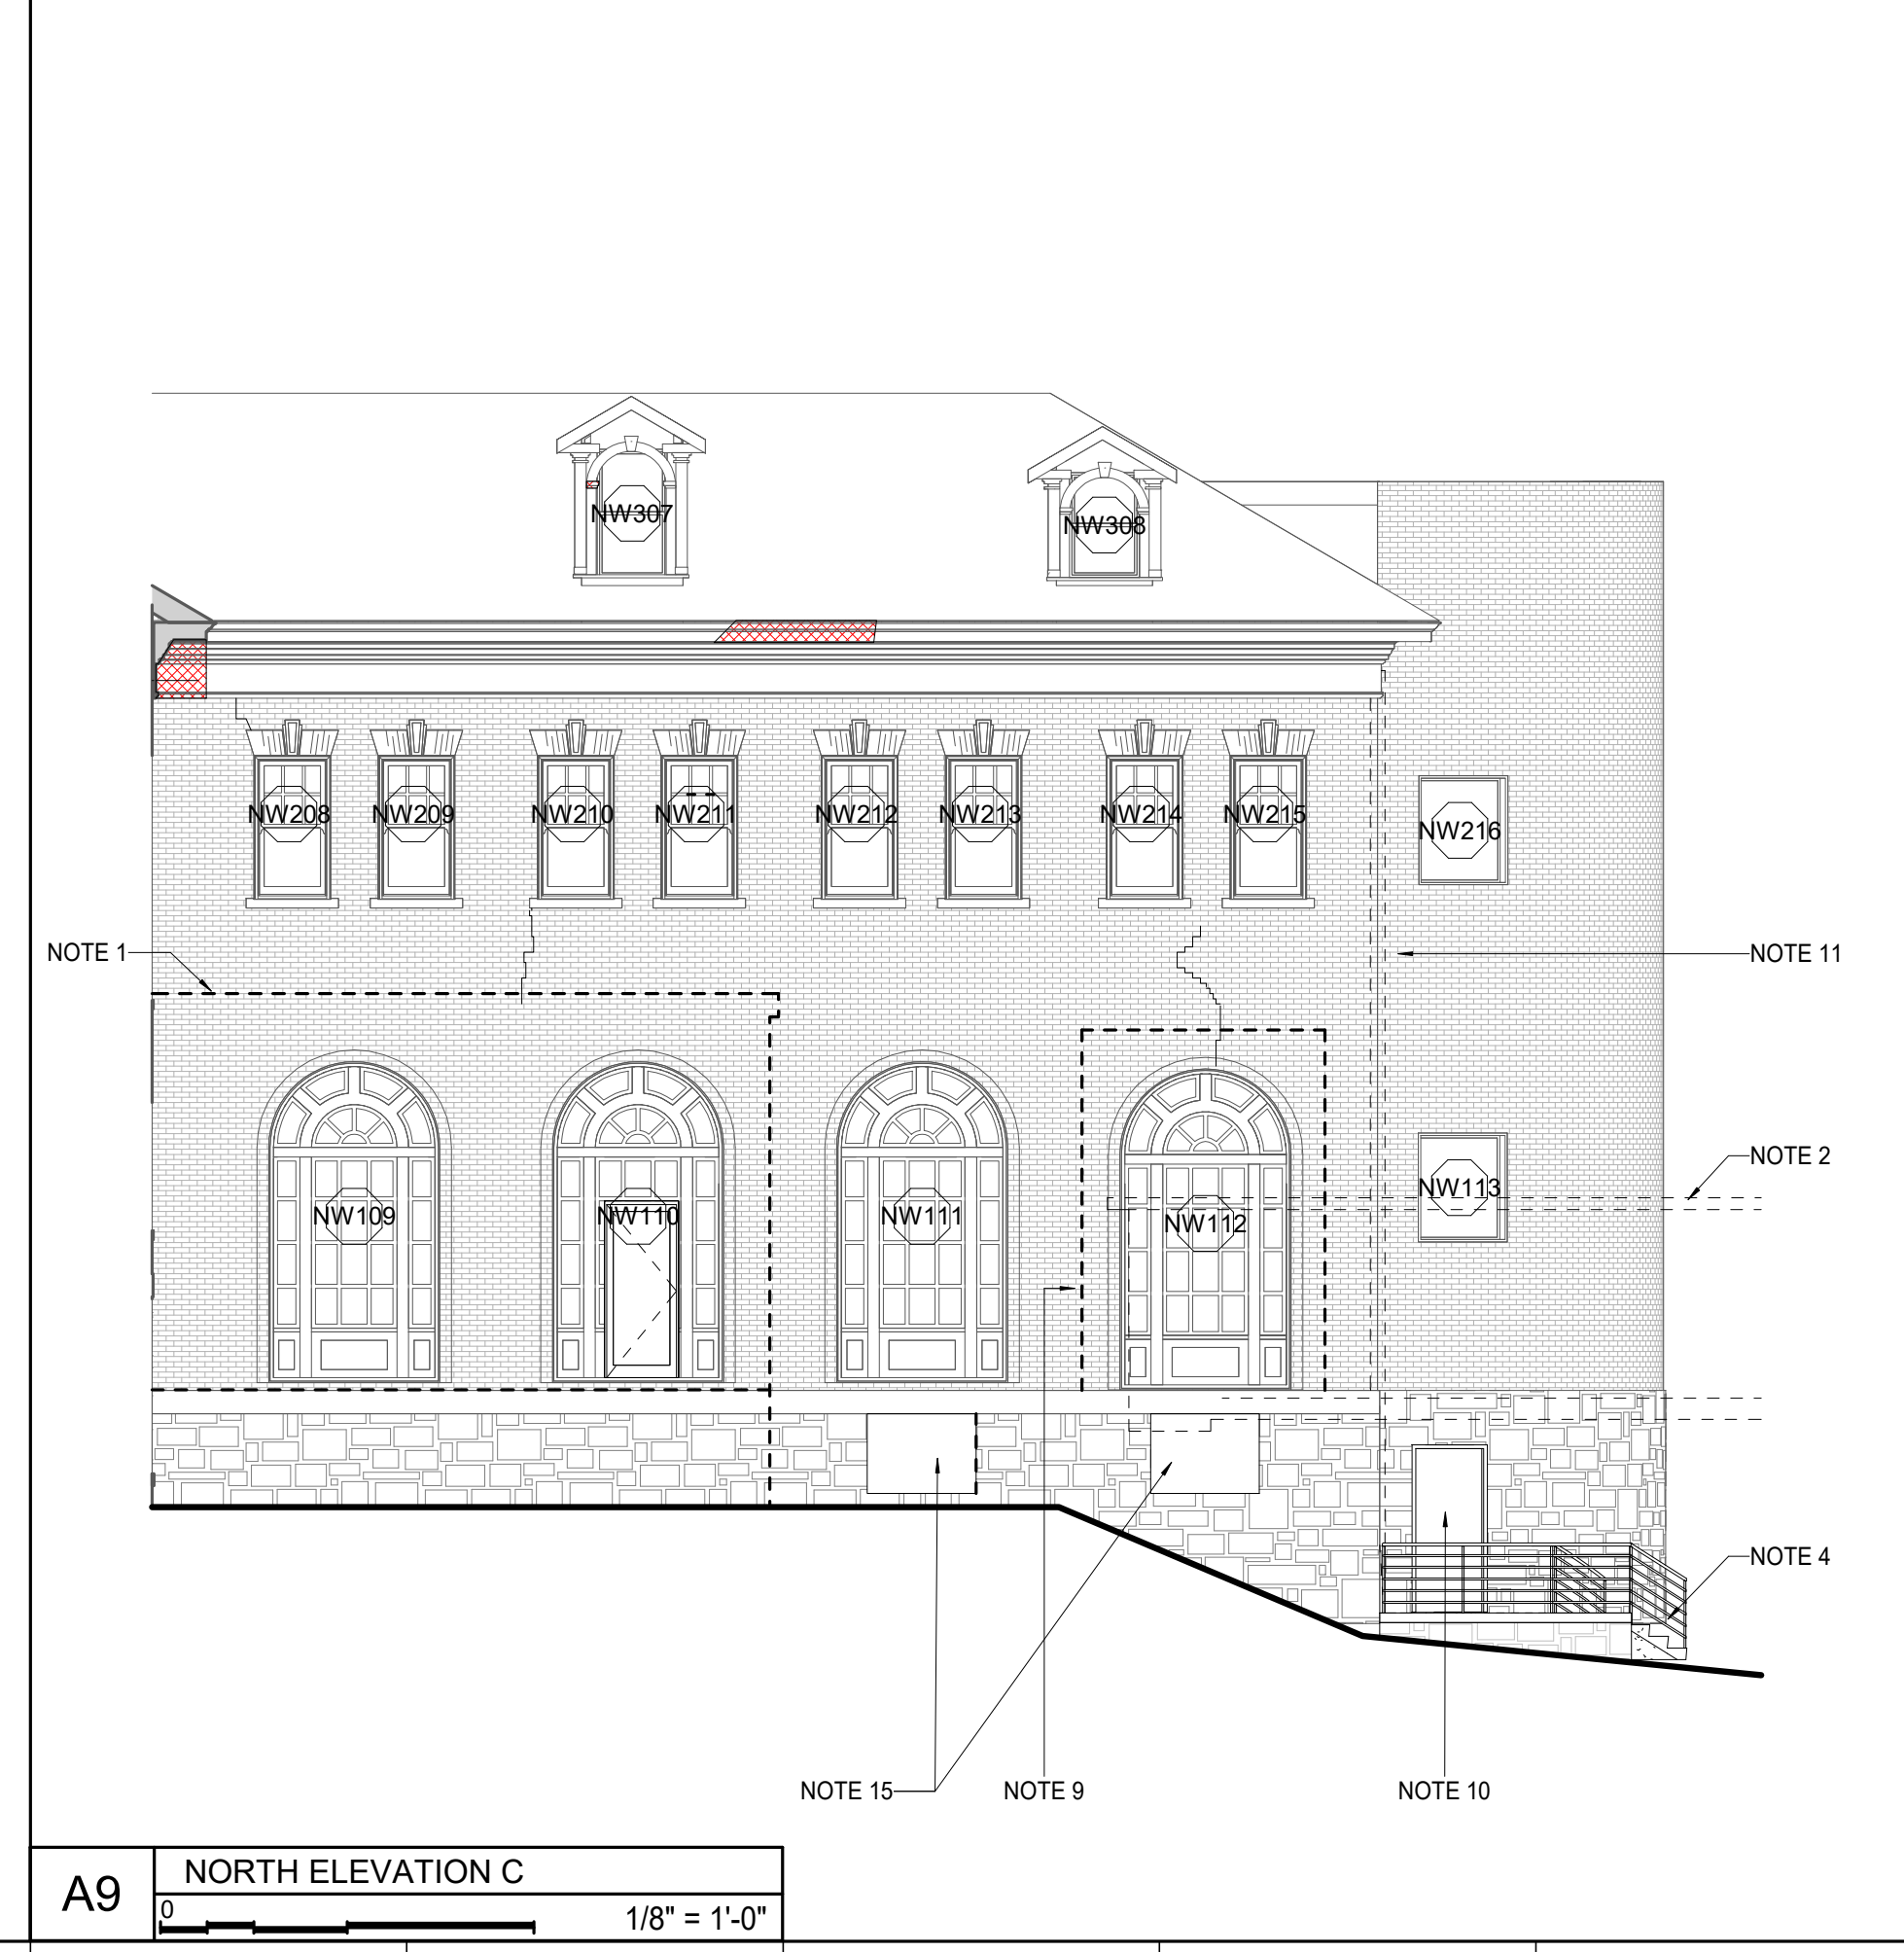 NW307
NW308
NW208 NW209 NW210 NW211 NW212 NW213 NW214 NW215 NW216
NOTE 1
NOTE 11
NOTE 2
NW109 NW110 NW111 NW112 NW113
NOTE 4
NOTE 15 NOTE 9 NOTE 10
A9
NORTH ELEVATION C
0
1/8" = 1'-0"